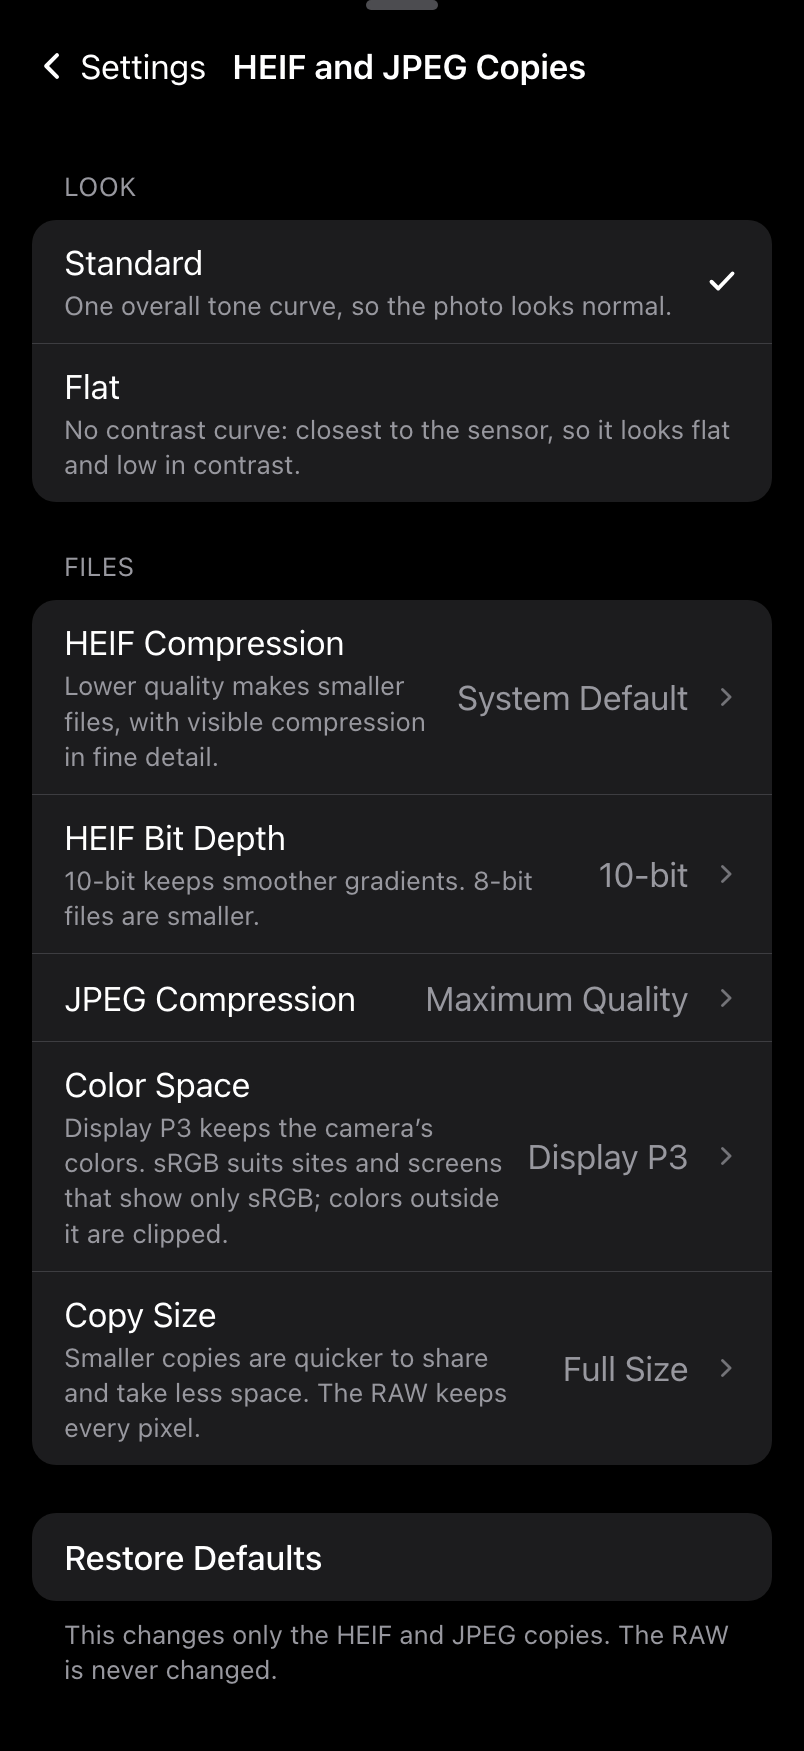 Settings HEIF and JPEG Copies
LOOK
Standard
One overall tone curve, so the photo looks normal.
Flat
No contrast curve: closest to the sensor, so it looks flat
and low in contrast.
FILES
HEIF Compression
Lower quality makes smaller
files, with visible compression
in fine detail.
System Default
HEIF Bit Depth
10-bit keeps smoother gradients. 8-bit
files are smaller.
10-bit
JPEG Compression Maximum Quality
Color Space
Display P3 keeps the camera’s
colors. sRGB suits sites and screens
that show only sRGB; colors outside
it are clipped.
Display P3
Copy Size
Smaller copies are quicker to share
and take less space. The RAW keeps
every pixel.
Full Size
Restore Defaults
This changes only the HEIF and JPEG copies. The RAW
is never changed.